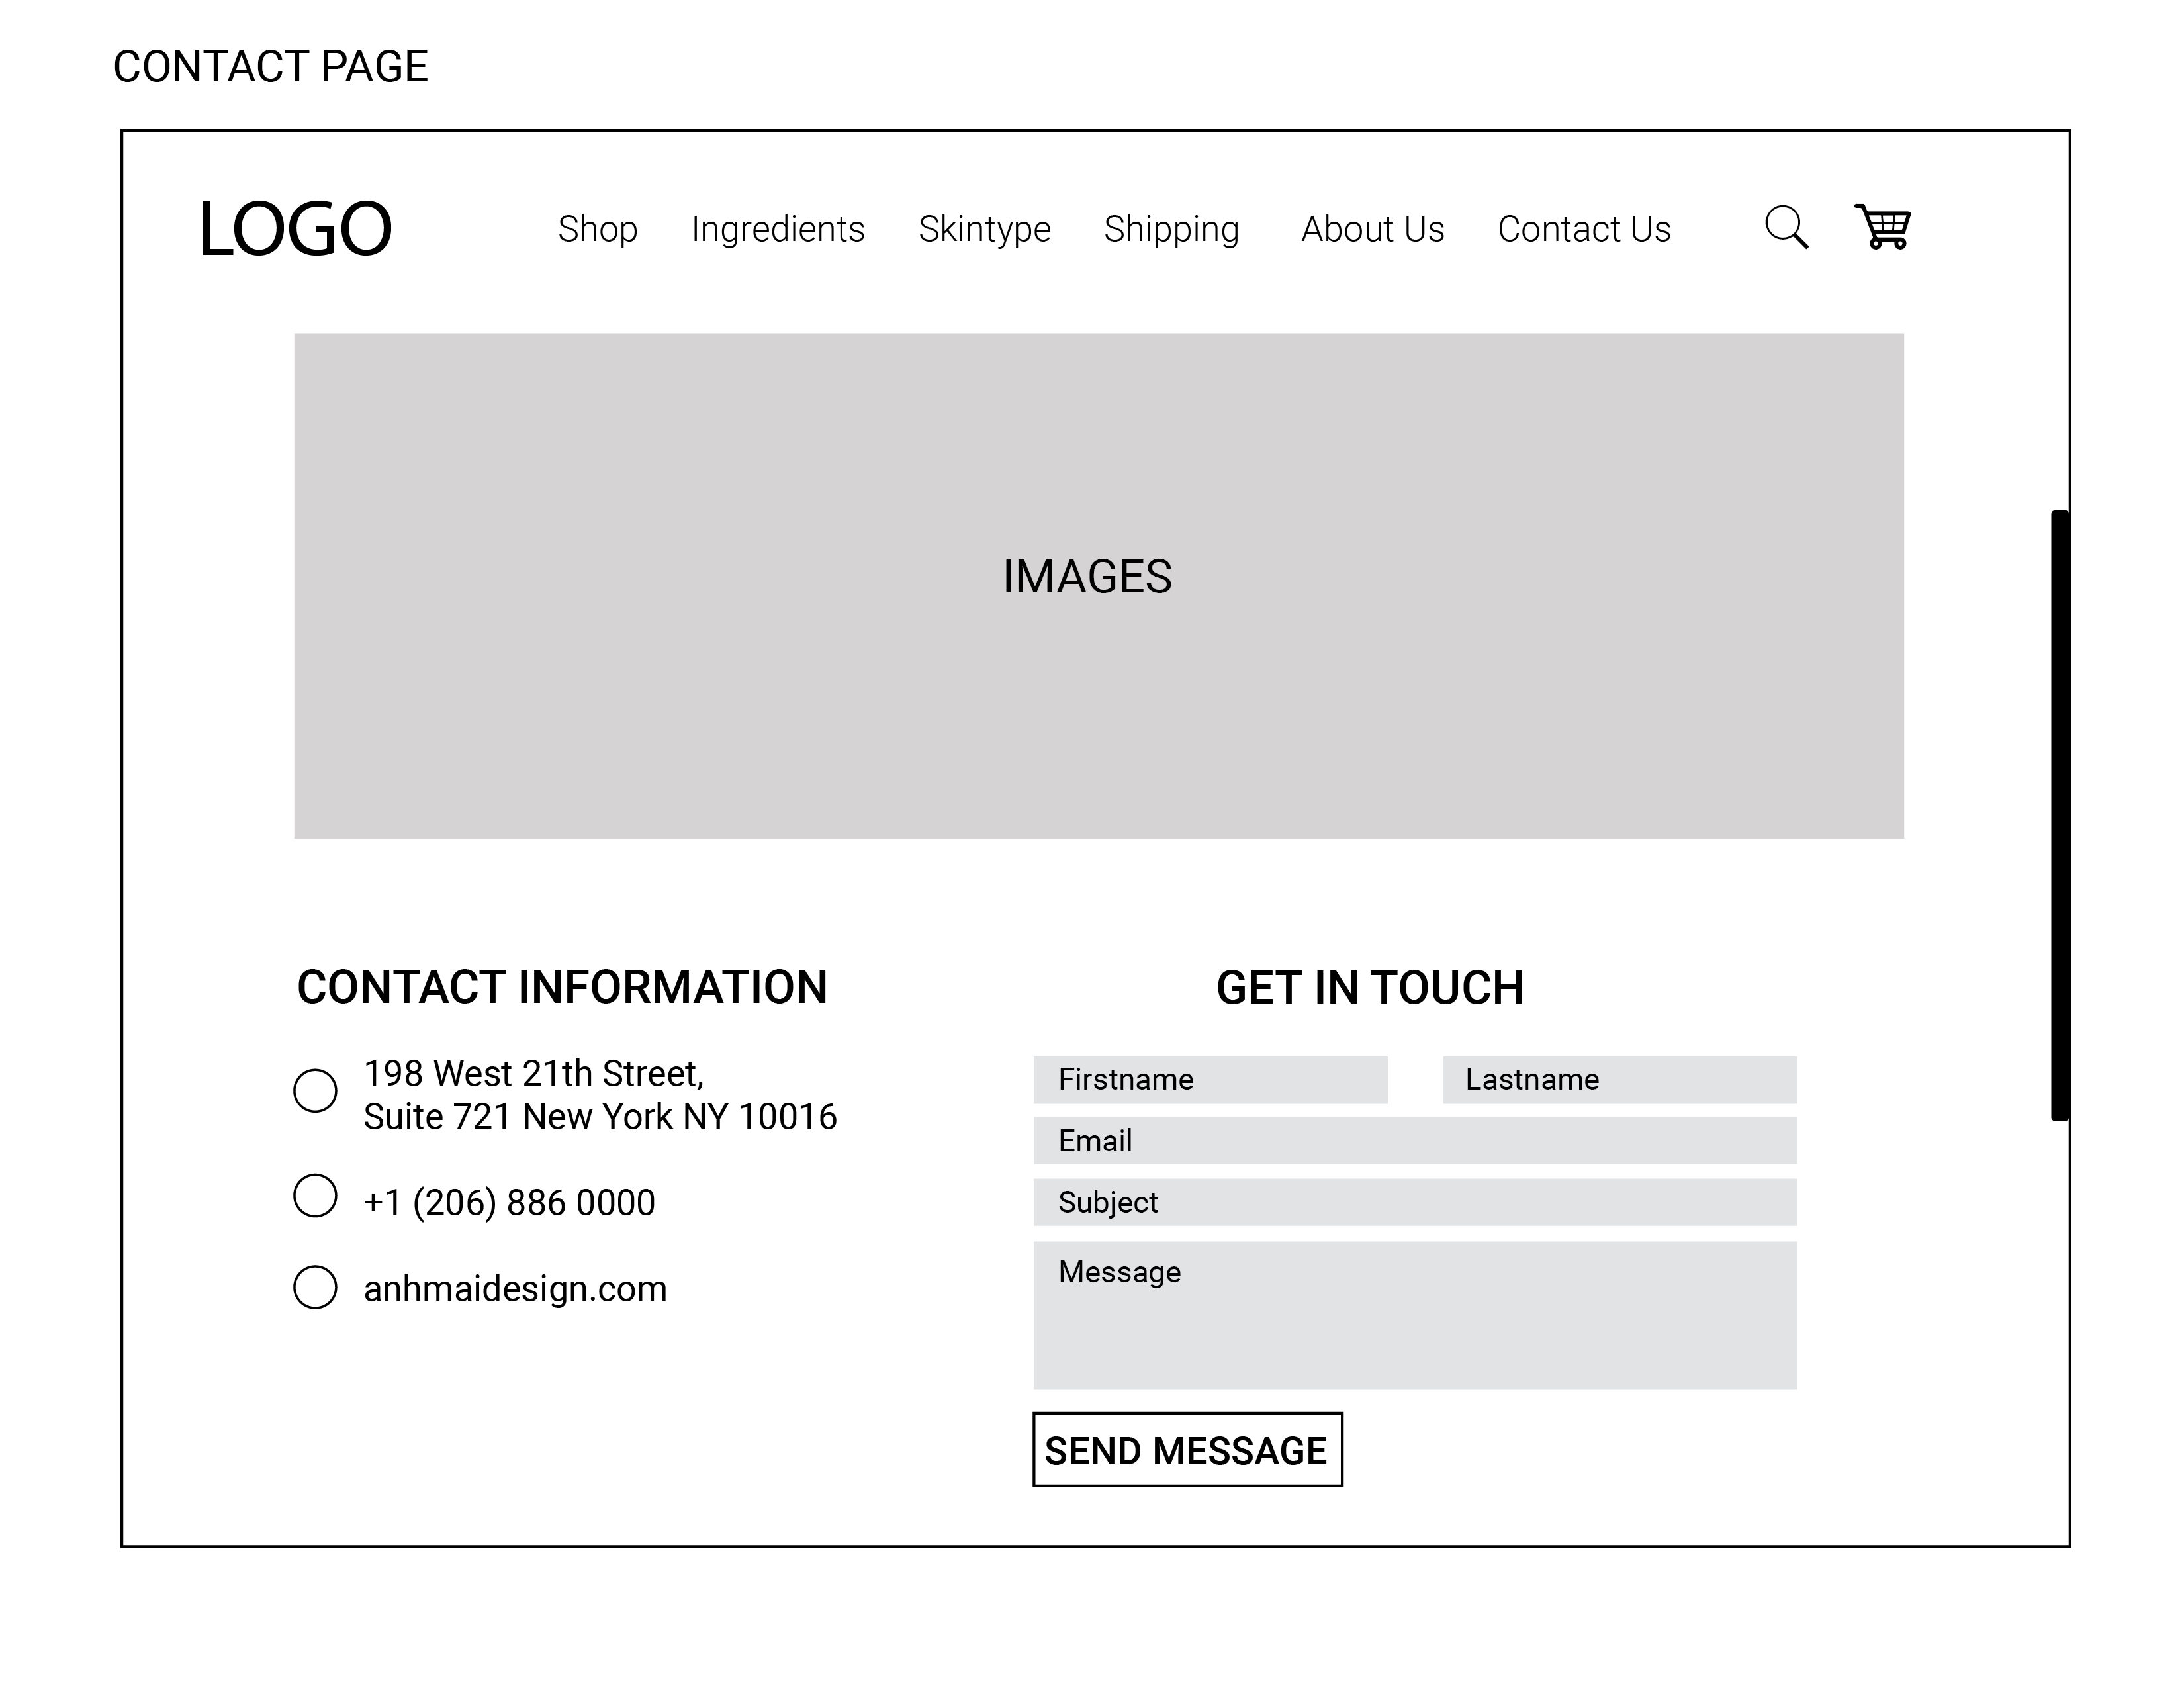 CONTACT PAGE
LOGO
Shop Ingredients Skintype Shipping About Us Contact Us
IMAGES
CONTACT INFORMATION
198 West 21th Street,
Suite 721 New York NY 10016
+1 (206) 886 0000
anhmaidesign.com
GET IN TOUCH
Firstname Lastname
Email
Subject
Message
SEND MESSAGE